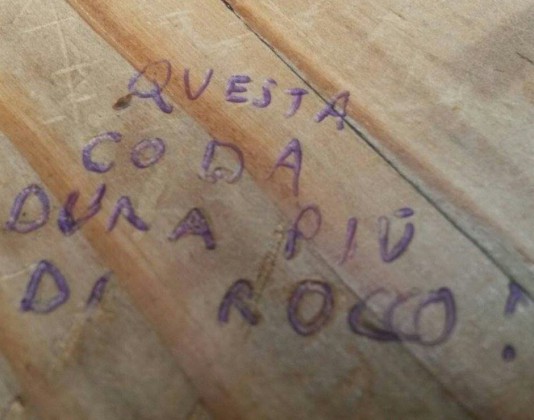 QUESTA
CODA
DURA PIÙ
DI ROCCO!